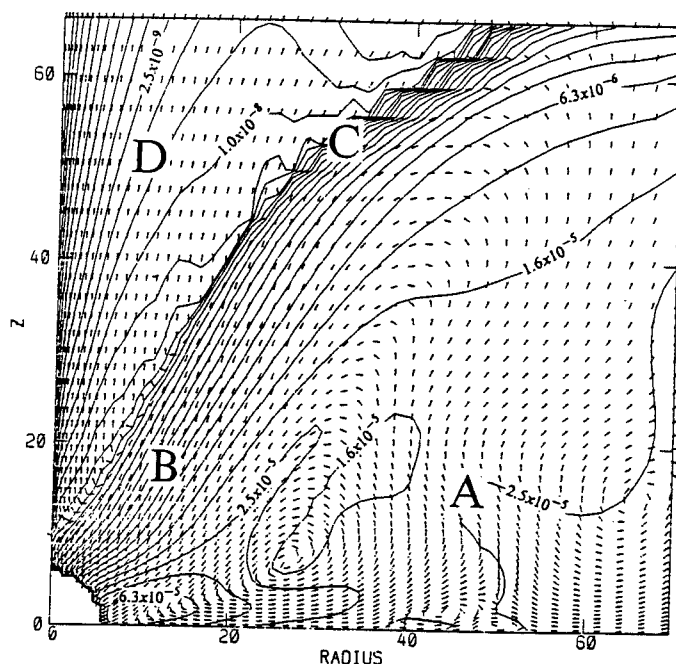 60
2.5x10⁻⁹
6.3x10⁻⁶
C
D
1.0x10⁻⁸
40
1.6x10⁻⁵
Z
20
B
2.5x10⁻⁵
1.6x10⁻⁵
A
2.5x10⁻⁵
6.3x10⁻⁵
0
0
20
40
60
RADIUS